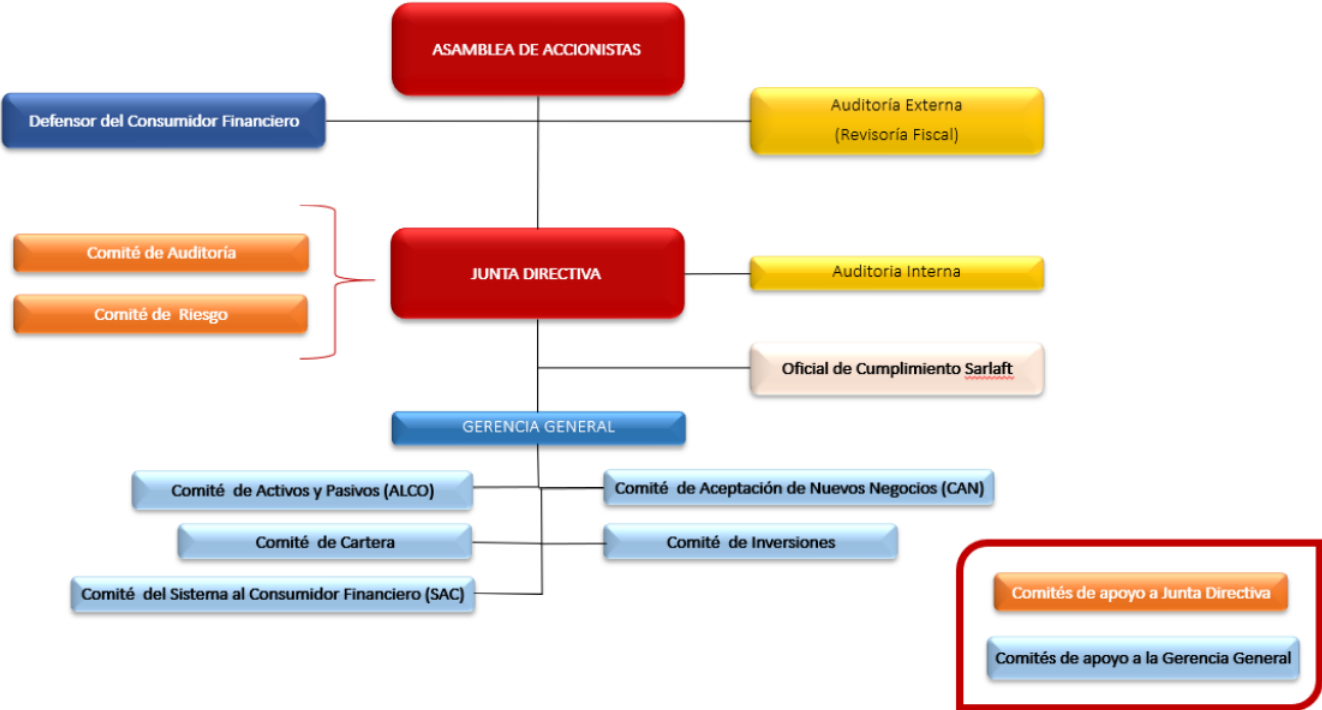 ASAMBLEA DE ACCIONISTAS
Defensor del Consumidor Financiero
Auditoría Externa
(Revisoría Fiscal)
Comité de Auditoría
Comité de Riesgo
JUNTA DIRECTIVA
Auditoria Interna
Oficial de Cumplimiento Sarlaft
GERENCIA GENERAL
Comité de Activos y Pasivos (ALCO)
Comité de Aceptación de Nuevos Negocios (CAN)
Comité de Cartera
Comité de Inversiones
Comité del Sistema al Consumidor Financiero (SAC)
Comités de apoyo a Junta Directiva
Comités de apoyo a la Gerencia General